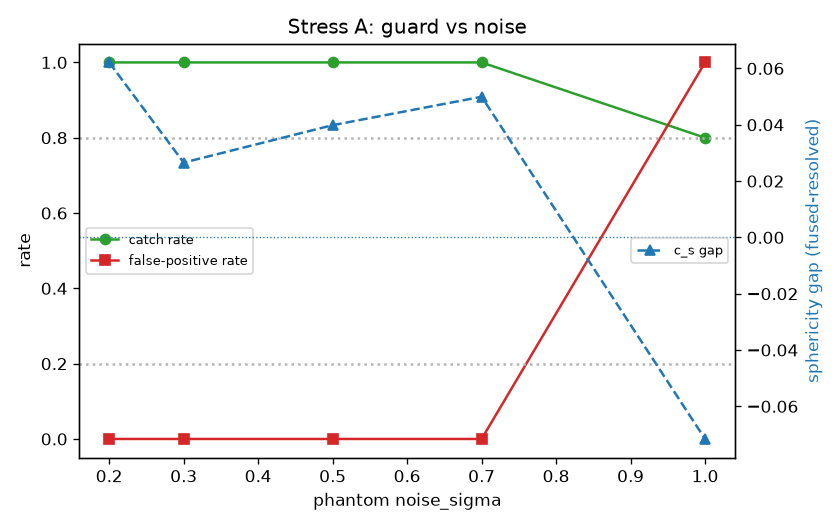 Stress A: guard vs noise
1.0
0.8
0.6
0.4
0.2
0.0
rate
catch rate
false-positive rate
c_s gap
0.06
0.04
0.02
0.00
−0.02
−0.04
−0.06
sphericity gap (fused-resolved)
0.2 0.3 0.4 0.5 0.6 0.7 0.8 0.9 1.0
phantom noise_sigma